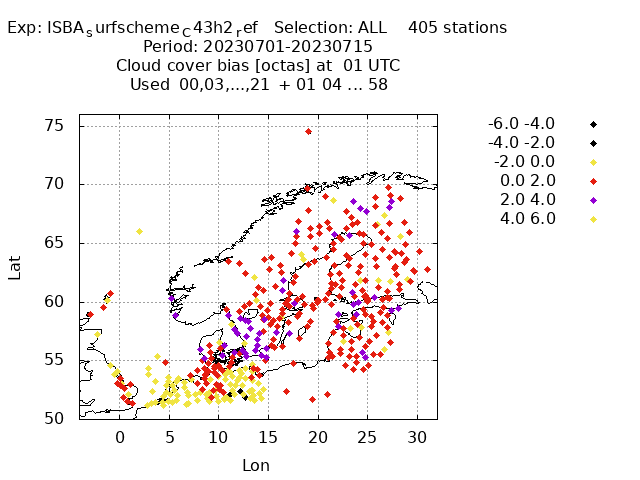 Exp: ISBA_surfscheme_C43h2_ref Selection: ALL 405 stations
Period: 20230701-20230715
Cloud cover bias [octas] at 01 UTC
Used 00,03,...,21 + 01 04 ... 58
75
70
65
60
55
50
Lat
0 5 10 15 20 25 30
Lon
-6.0 -4.0
-4.0 -2.0
-2.0 0.0
0.0 2.0
2.0 4.0
4.0 6.0